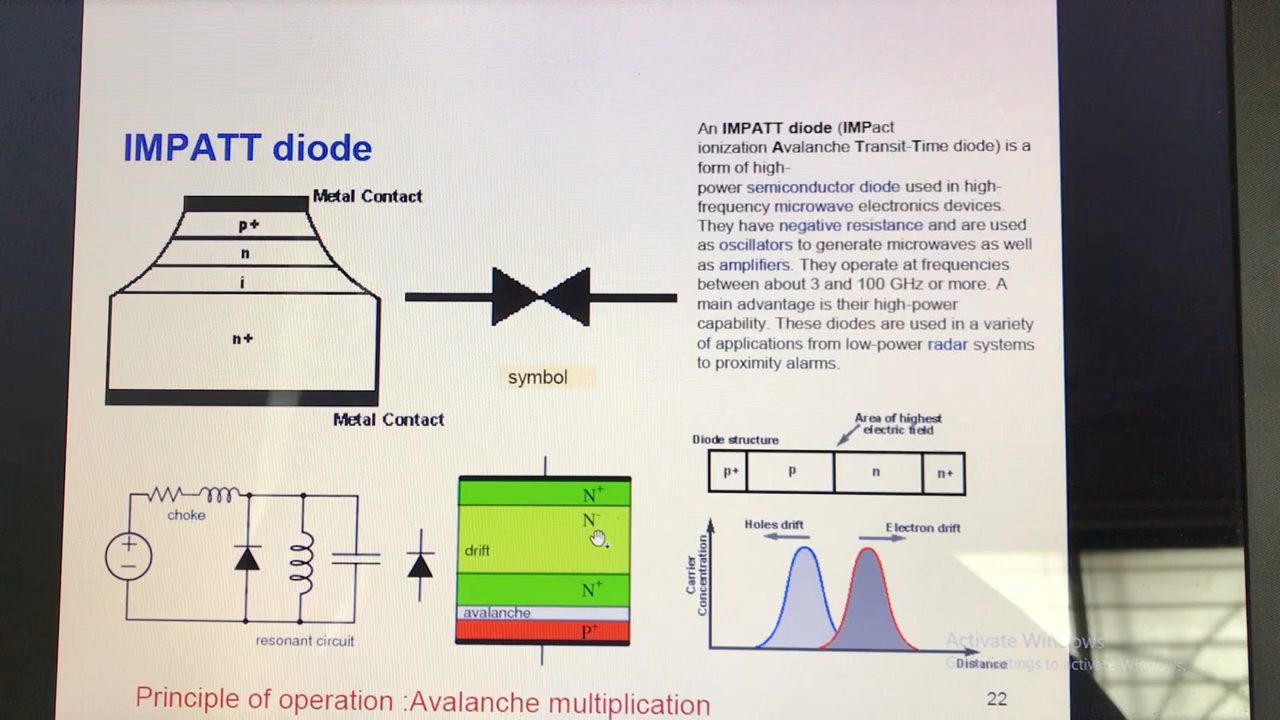 IMPATT diode
Metal Contact
p+
n
i
n+
Metal Contact
symbol
An IMPATT diode (IMPact
ionization Avalanche Transit-Time diode) is a
form of high-
power semiconductor diode used in high-
frequency microwave electronics devices.
They have negative resistance and are used
as oscillators to generate microwaves as well
as amplifiers. They operate at frequencies
between about 3 and 100 GHz or more. A
main advantage is their high-power
capability. These diodes are used in a variety
of applications from low-power radar systems
to proximity alarms.
choke
+
−
resonant circuit
N+
N-
drift
N+
avalanche
P+
Area of highest
electric field
Diode structure
p+ p n n+
Holes drift
Electron drift
Carrier
Concentration
Distance
Activate Windows
to activate Windows.
Principle of operation :Avalanche multiplication
22